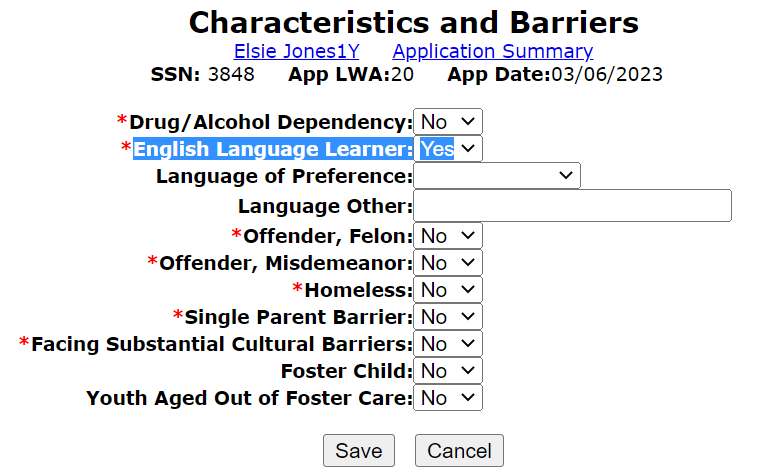 Characteristics and Barriers
Elsie Jones1Y Application Summary
SSN: 3848 App LWA:20 App Date:03/06/2023
*Drug/Alcohol Dependency: No
*English Language Learner: Yes
Language of Preference:
Language Other:
*Offender, Felon: No
*Offender, Misdemeanor: No
*Homeless: No
*Single Parent Barrier: No
*Facing Substantial Cultural Barriers: No
Foster Child: No
Youth Aged Out of Foster Care: No
Save Cancel